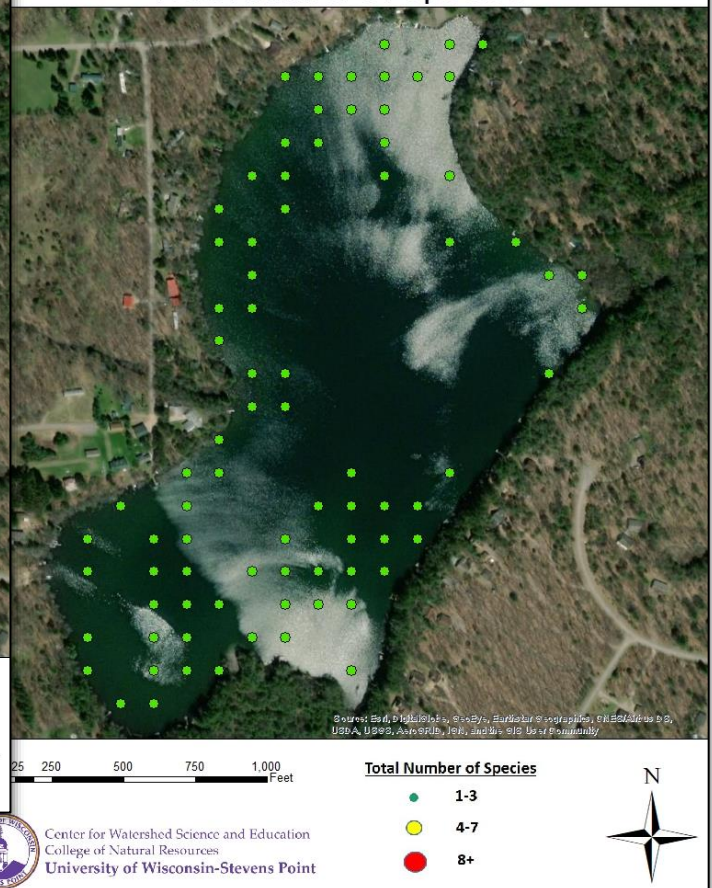 Source: Esri, DigitalGlobe, GeoEye, Earthstar Geographics, CNES/Airbus DS,
USDA, USGS, AeroGRID, IGN, and the GIS User Community
25 250 500 750 1,000
Feet
Total Number of Species
1-3
4-7
8+
N
Center for Watershed Science and Education
College of Natural Resources
University of Wisconsin-Stevens Point